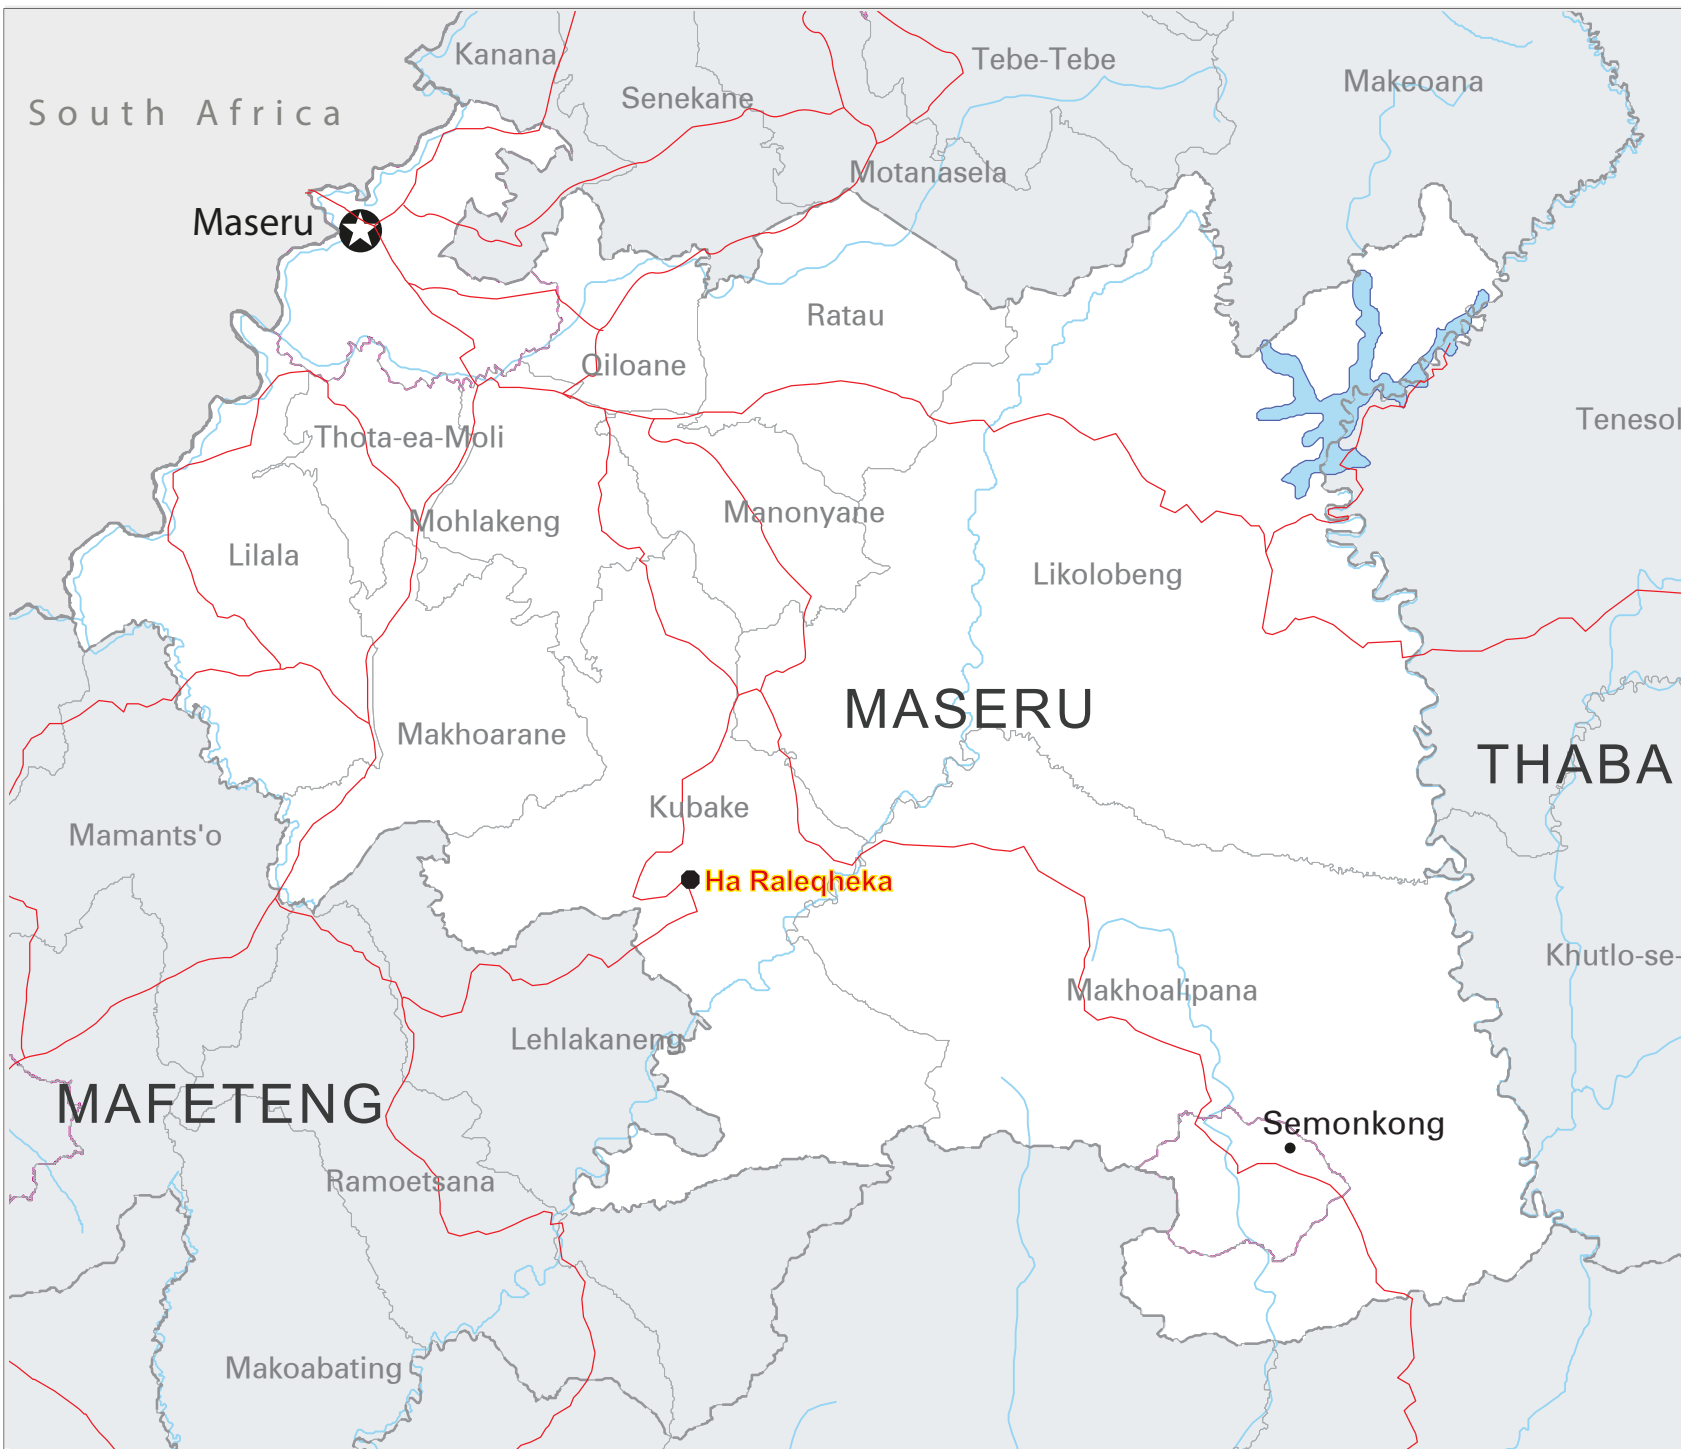 Kanana
Tebe-Tebe
Makeoana
Senekane
South Africa
Motanasela
Maseru
Ratau
Qiloane
Tenesol
Thota-ea-Moli
Manonyane
Mohlakeng
Lilala
Likolobeng
MASERU
Makhoarane
THABA
Kubake
Mamants'o
Ha Raleqheka
Khutlo-se-
Makhoalipana
Lehlakaneng
MAFETENG
Semonkong
Ramoetsana
Makoabating